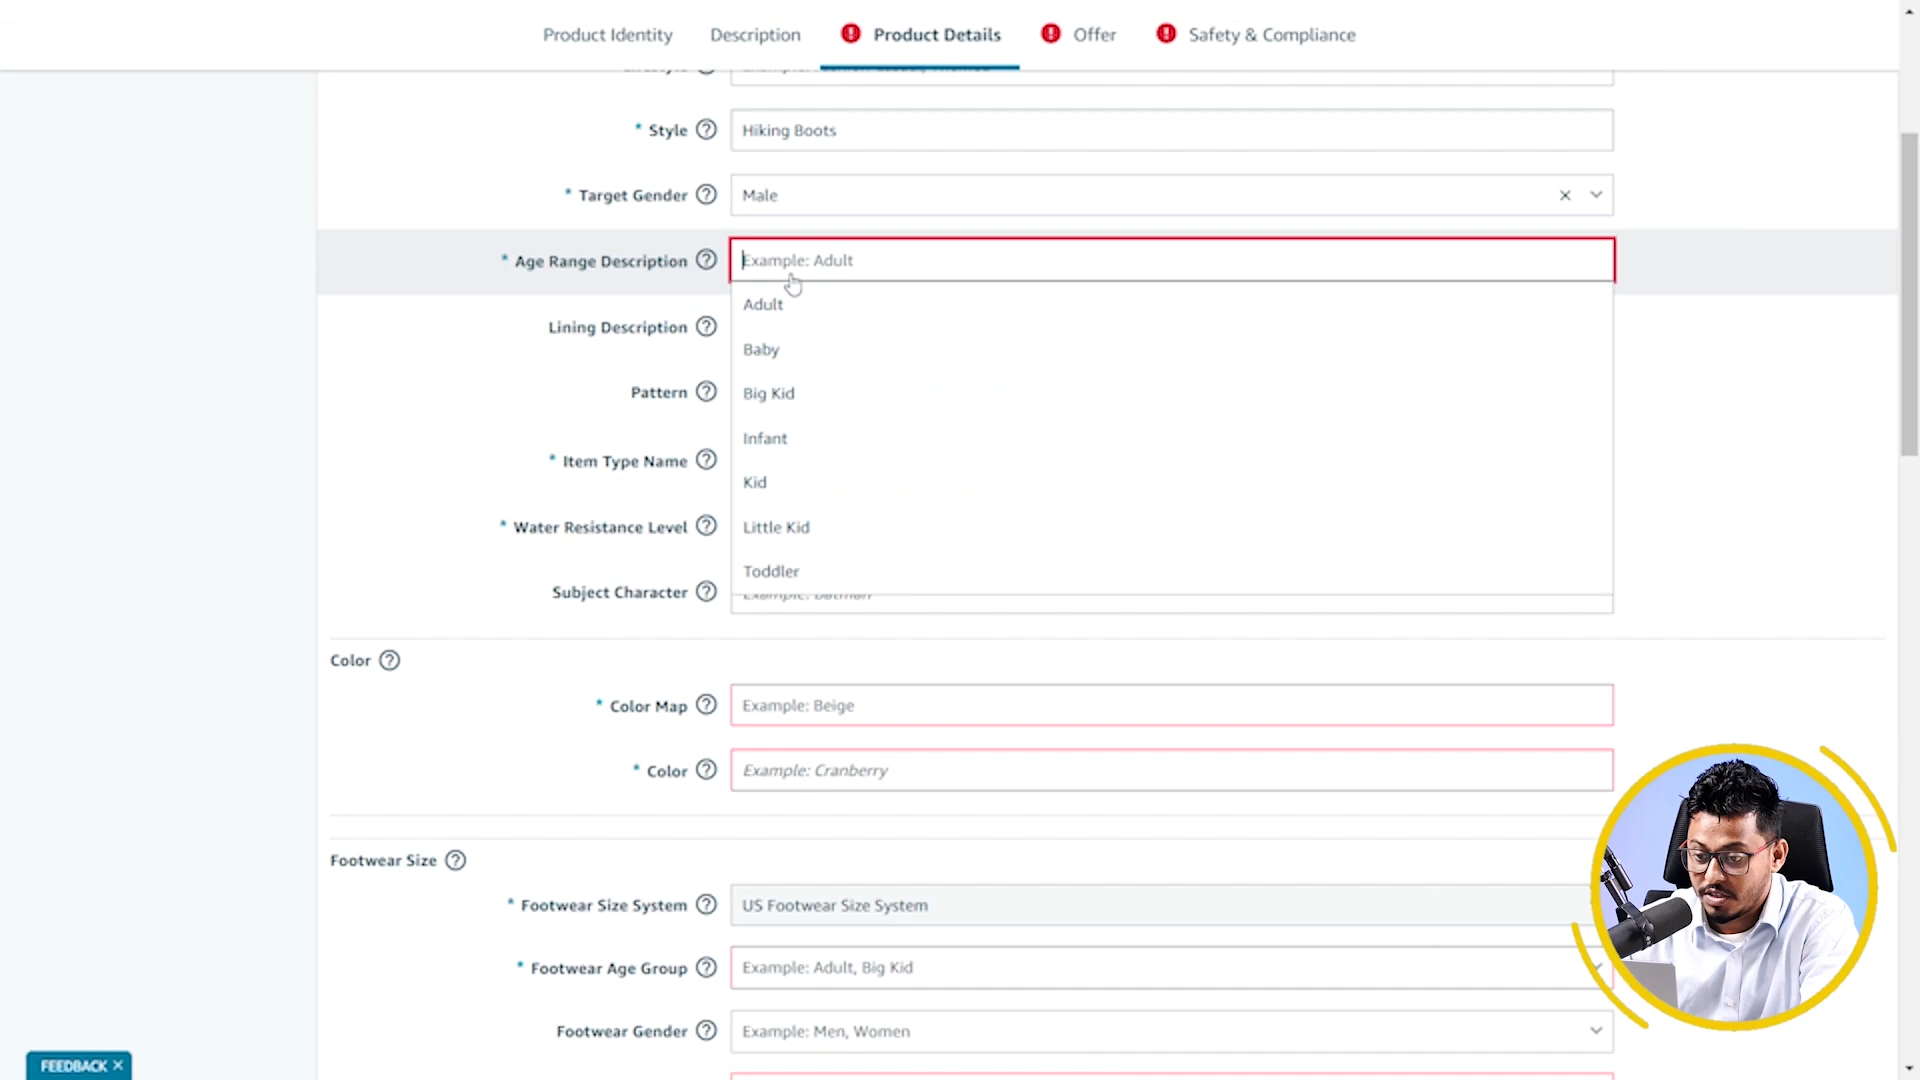 Product Identity
Description
Product Details
Offer
Safety & Compliance
* Style
Hiking Boots
* Target Gender
Male
* Age Range Description
Example: Adult
Adult
Baby
Big Kid
Infant
Kid
Little Kid
Toddler
Lining Description
Pattern
* Item Type Name
* Water Resistance Level
Subject Character
Example: Batman
Color
* Color Map
Example: Beige
* Color
Example: Cranberry
Footwear Size
* Footwear Size System
US Footwear Size System
* Footwear Age Group
Example: Adult, Big Kid
Footwear Gender
Example: Men, Women
FEEDBACK